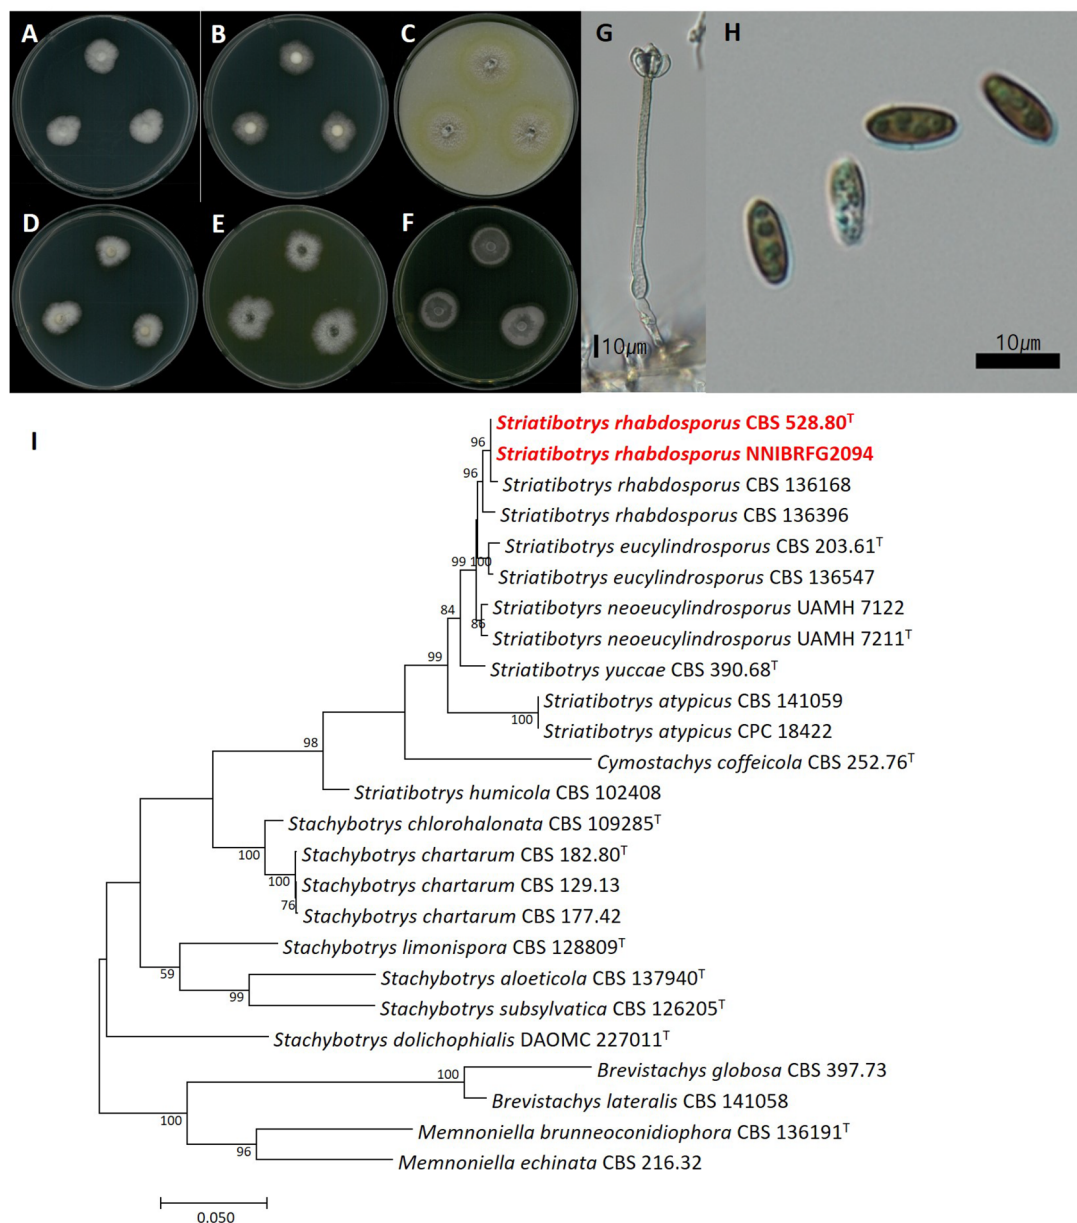 A
B
C
D
E
F
G
H
10µm
10µm
I
Striatibotrys rhabdosporus CBS 528.80ᵀ
96
Striatibotrys rhabdosporus NNIBRFG2094
96
Striatibotrys rhabdosporus CBS 136168
Striatibotrys rhabdosporus CBS 136396
Striatibotrys eucylindrosporus CBS 203.61ᵀ
99 100
Striatibotrys eucylindrosporus CBS 136547
Striatibotyrs neoeucylindrosporus UAMH 7122
84
86
Striatibotyrs neoeucylindrosporus UAMH 7211ᵀ
99
Striatibotrys yuccae CBS 390.68ᵀ
Striatibotrys atypicus CBS 141059
100
Striatibotrys atypicus CPC 18422
98
Cymostachys coffeicola CBS 252.76ᵀ
Striatibotrys humicola CBS 102408
Stachybotrys chlorohalonata CBS 109285ᵀ
100
Stachybotrys chartarum CBS 182.80ᵀ
100
Stachybotrys chartarum CBS 129.13
76
Stachybotrys chartarum CBS 177.42
Stachybotrys limonispora CBS 128809ᵀ
59
Stachybotrys aloeticola CBS 137940ᵀ
99
Stachybotrys subsylvatica CBS 126205ᵀ
Stachybotrys dolichophialis DAOMC 227011ᵀ
100
Brevistachys globosa CBS 397.73
Brevistachys lateralis CBS 141058
100
Memnoniella brunneoconidiophora CBS 136191ᵀ
96
Memnoniella echinata CBS 216.32
0.050